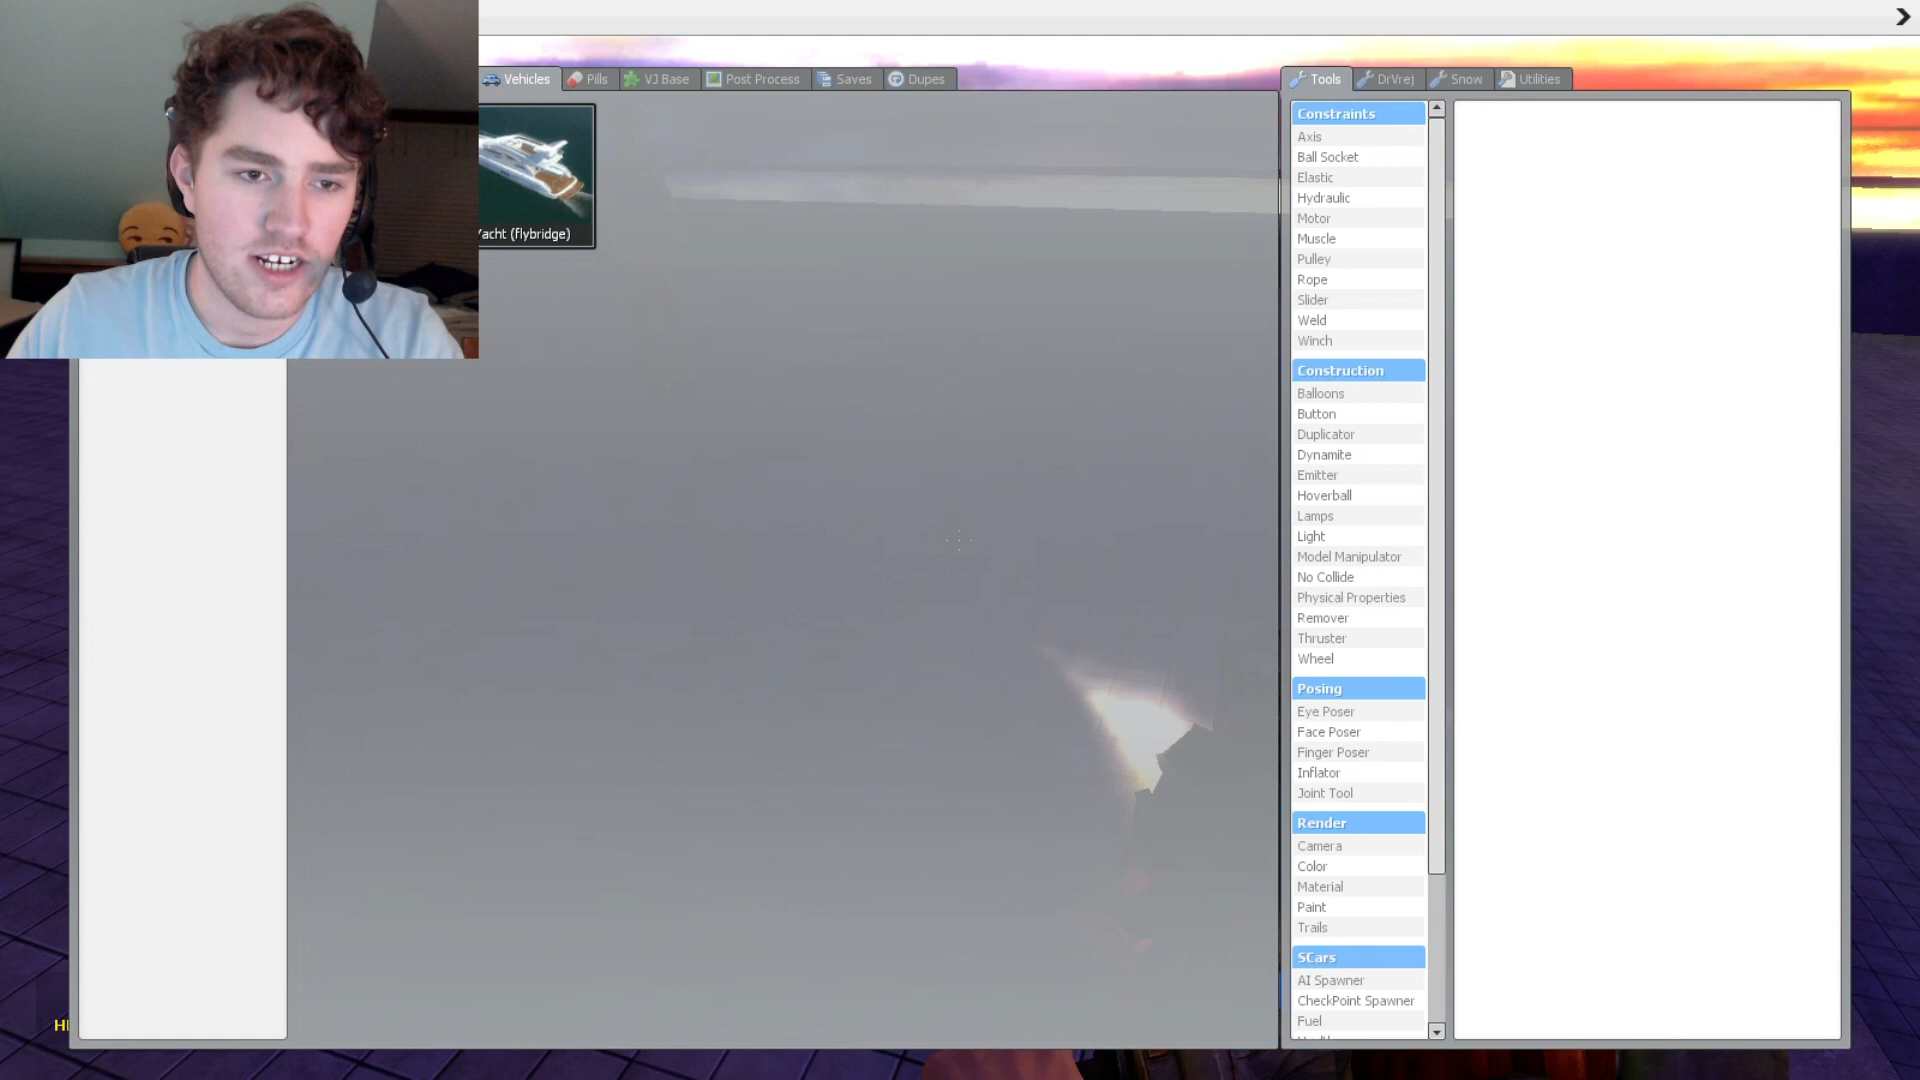 Vehicles
Pills
VJ Base
Post Process
Saves
Dupes
Tools
DrVrej
Snow
Utilities
Yacht (flybridge)
Constraints
Axis
Ball Socket
Elastic
Hydraulic
Motor
Muscle
Pulley
Rope
Slider
Weld
Winch
Construction
Balloons
Button
Duplicator
Dynamite
Emitter
Hoverball
Lamps
Light
Model Manipulator
No Collide
Physical Properties
Remover
Thruster
Wheel
Posing
Eye Poser
Face Poser
Finger Poser
Inflator
Joint Tool
Render
Camera
Color
Material
Paint
Trails
SCars
AI Spawner
CheckPoint Spawner
Fuel